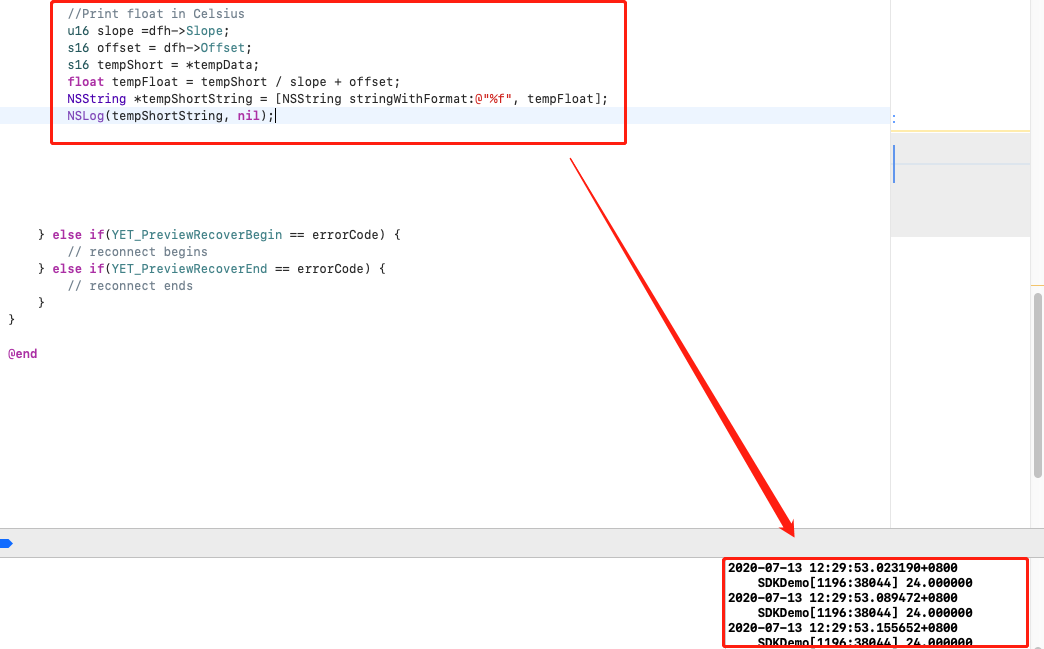 //Print float in Celsius
u16 slope =dfh->Slope;
s16 offset = dfh->Offset;
s16 tempShort = *tempData;
float tempFloat = tempShort / slope + offset;
NSString *tempShortString = [NSString stringWithFormat:@"%f", tempFloat];
NSLog(tempShortString, nil);
} else if(YET_PreviewRecoverBegin == errorCode) {
// reconnect begins
} else if(YET_PreviewRecoverEnd == errorCode) {
// reconnect ends
}
}
@end
2020-07-13 12:29:53.023190+0800
SDKDemo[1196:38044] 24.000000
2020-07-13 12:29:53.089472+0800
SDKDemo[1196:38044] 24.000000
2020-07-13 12:29:53.155652+0800
SDKDemo[1196:38044] 24.000000